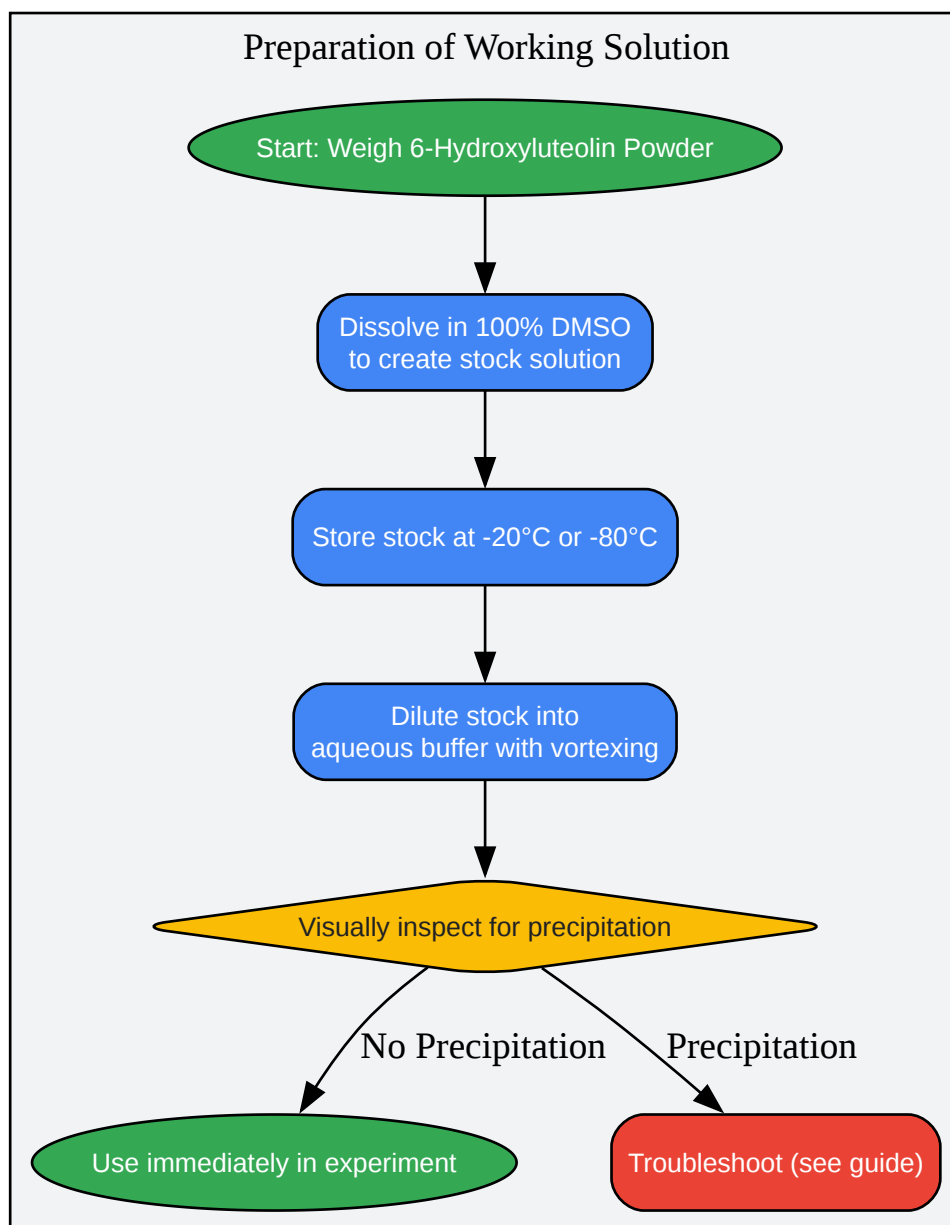 Preparation of Working Solution
Start: Weigh 6-Hydroxyluteolin Powder
Dissolve in 100% DMSO
to create stock solution
Store stock at -20°C or -80°C
Dilute stock into
aqueous buffer with vortexing
Visually inspect for precipitation
No Precipitation
Precipitation
Use immediately in experiment
Troubleshoot (see guide)